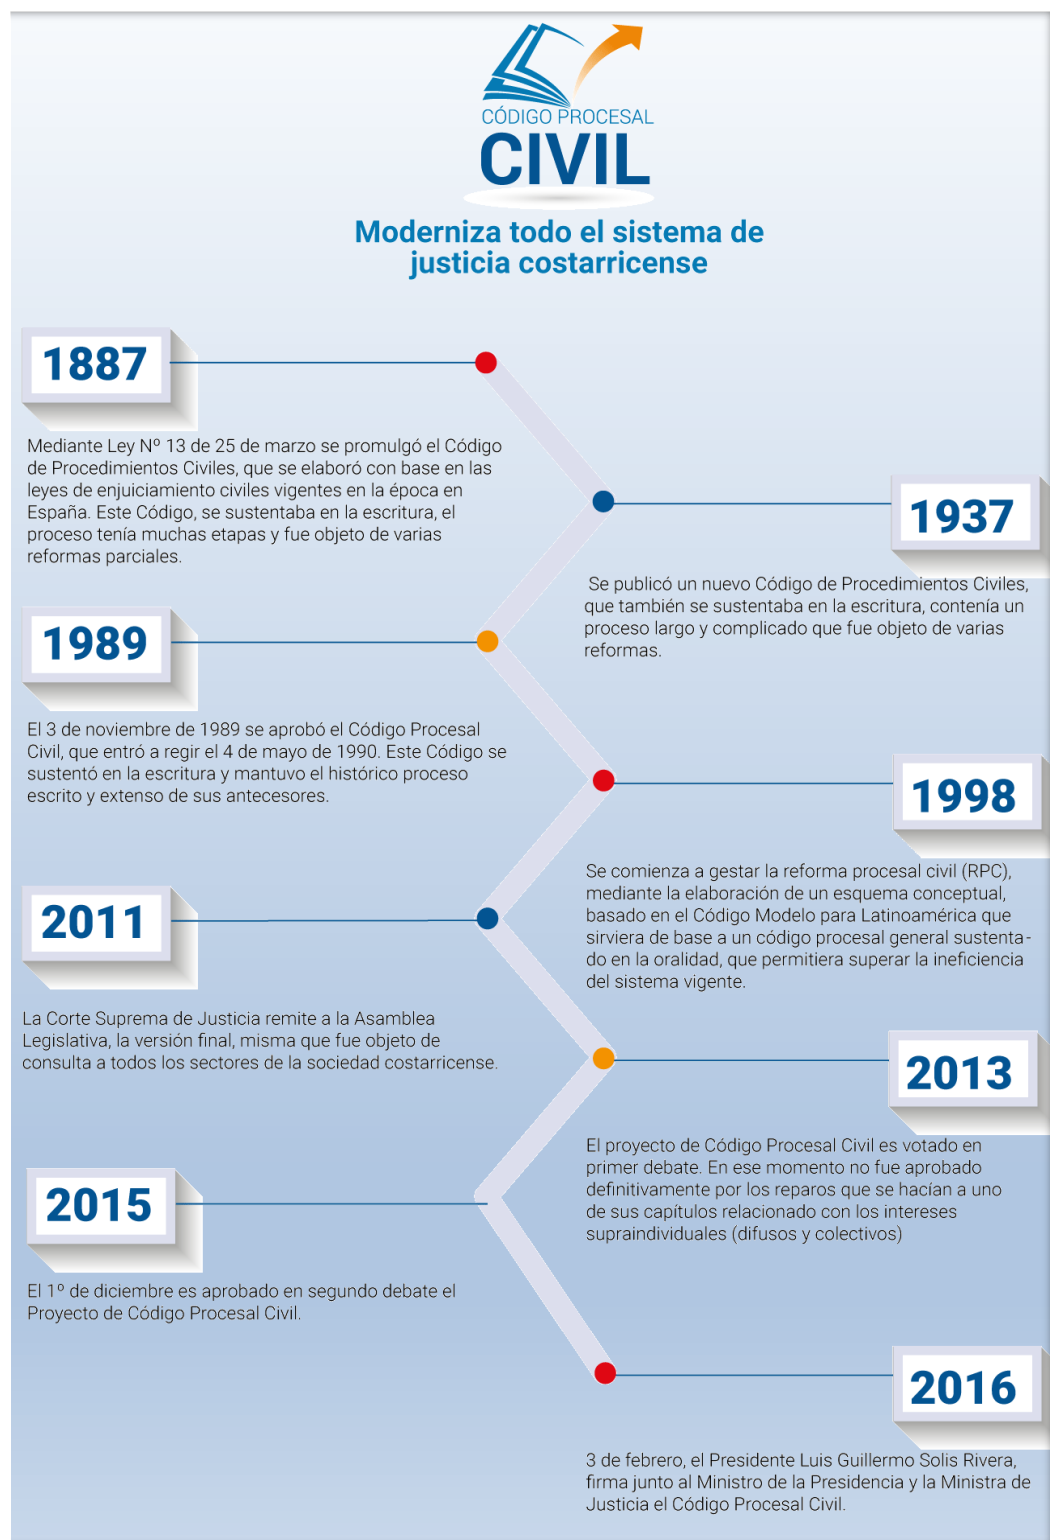 CÓDIGO PROCESAL
CIVIL
Moderniza todo el sistema de
justicia costarricense
1887
Mediante Ley Nº 13 de 25 de marzo se promulgó el Código
de Procedimientos Civiles, que se elaboró con base en las
leyes de enjuiciamiento civiles vigentes en la época en
España. Este Código, se sustentaba en la escritura, el
proceso tenía muchas etapas y fue objeto de varias
reformas parciales.
1937
Se publicó un nuevo Código de Procedimientos Civiles,
que también se sustentaba en la escritura, contenía un
proceso largo y complicado que fue objeto de varias
reformas.
1989
El 3 de noviembre de 1989 se aprobó el Código Procesal
Civil, que entró a regir el 4 de mayo de 1990. Este Código se
sustentó en la escritura y mantuvo el histórico proceso
escrito y extenso de sus antecesores.
1998
Se comienza a gestar la reforma procesal civil (RPC),
mediante la elaboración de un esquema conceptual,
basado en el Código Modelo para Latinoamérica que
sirviera de base a un código procesal general sustenta-
do en la oralidad, que permitiera superar la ineficiencia
del sistema vigente.
2011
La Corte Suprema de Justicia remite a la Asamblea
Legislativa, la versión final, misma que fue objeto de
consulta a todos los sectores de la sociedad costarricense.
2013
El proyecto de Código Procesal Civil es votado en
primer debate. En ese momento no fue aprobado
definitivamente por los reparos que se hacían a uno
de sus capítulos relacionado con los intereses
supraindividuales (difusos y colectivos)
2015
El 1º de diciembre es aprobado en segundo debate el
Proyecto de Código Procesal Civil.
2016
3 de febrero, el Presidente Luis Guillermo Solis Rivera,
firma junto al Ministro de la Presidencia y la Ministra de
Justicia el Código Procesal Civil.